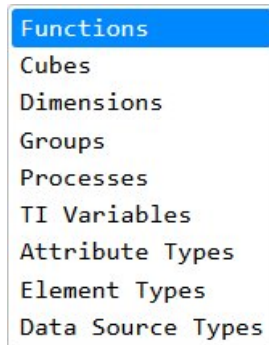 Functions
Cubes
Dimensions
Groups
Processes
TI Variables
Attribute Types
Element Types
Data Source Types